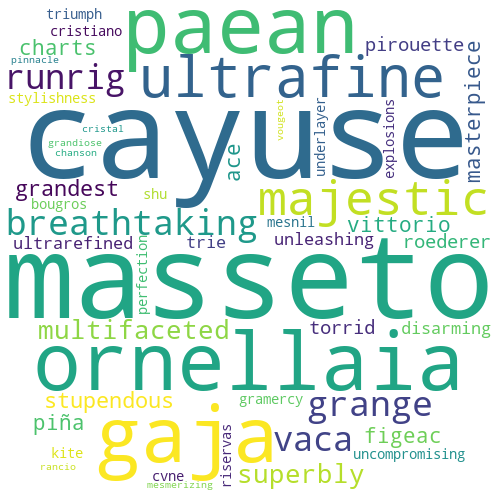 triumph
paean
cristiano
charts
pirouette
pinnacle
runrig
ultrafine
masterpiece
stylishness
cayuse
vougeot
underlayer
explosions
cristal
grandiose
chanson
ace
grandest
shu
majestic
bougros
breathtaking
mesnil
vittorio
ultrarefined
trie
unleashing
roederer
perfection
masseto
multifaceted
torrid
disarming
ornellaia
stupendous
gramercy
grange
piña
gaja
vaca
figeac
kite
riservas
uncompromising
rancio
cvne
superbly
mesmerizing